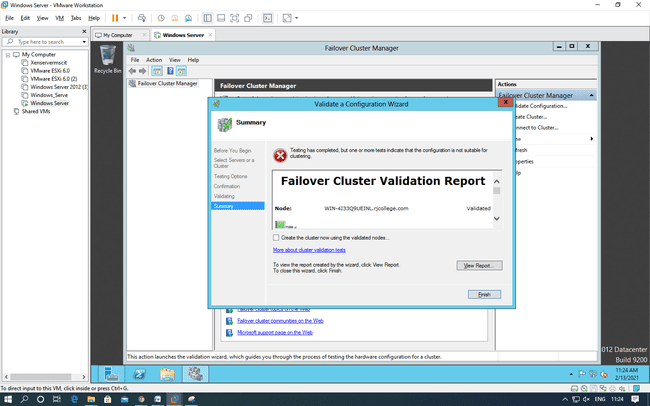 Windows Server - VMware Workstation
File Edit View VM Tabs Help
Library
Type here to search
My Computer
Xenservermscit
VMware ESXi 6.0
VMware ESXi 6.0 (2)
Windows Server 2012 (3)
Windows_Serve
Windows Server
Shared VMs
My Computer
Windows Server
Recycle Bin
Failover Cluster Manager
File Action View Help
Failover Cluster Manager
Failover Cluster Manager
Actions
Failover Cluster Manager
alidate Configuration...
eate Cluster...
nnect to Cluster...
ew
fresh
operties
lp
Validate a Configuration Wizard
Summary
Before You Begin
Select Servers or a
Cluster
Testing Options
Confirmation
Validating
Summary
Testing has completed, but one or more tests indicate that the configuration is not suitable for
clustering.
Failover Cluster Validation Report
Node: WIN-4I33Q9UEINL.rjcollege.com Validated
Create the cluster now using the validated nodes...
More about cluster validation tests
To view the report created by the wizard, click View Report.
To close this wizard, click Finish.
View Report...
Finish
Failover cluster topics on the Web
Failover cluster communities on the Web
Microsoft support page on the Web
This action launches the validation wizard, which guides you through the process of testing the hardware configuration for a cluster.
012 Datacenter
Build 9200
11:24 AM
2/13/2021
To direct input to this VM, click inside or press Ctrl+G.
ENG 11:24